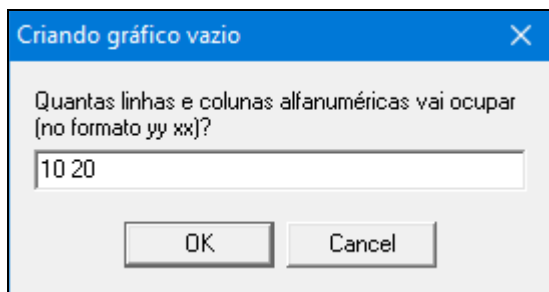 Criando gráfico vazio
Quantas linhas e colunas alfanuméricas vai ocupar
(no formato yy xx)?
10 20
OK Cancel